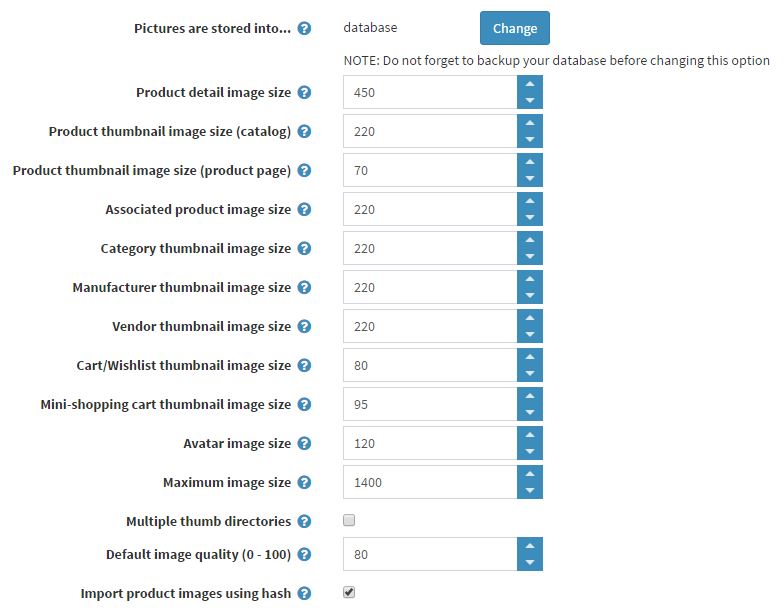 Pictures are stored into... ? database Change
NOTE: Do not forget to backup your database before changing this option
Product detail image size ? 450
Product thumbnail image size (catalog) ? 220
Product thumbnail image size (product page) ? 70
Associated product image size ? 220
Category thumbnail image size ? 220
Manufacturer thumbnail image size ? 220
Vendor thumbnail image size ? 220
Cart/Wishlist thumbnail image size ? 80
Mini-shopping cart thumbnail image size ? 95
Avatar image size ? 120
Maximum image size ? 1400
Multiple thumb directories ?
Default image quality (0 - 100) ? 80
Import product images using hash ?